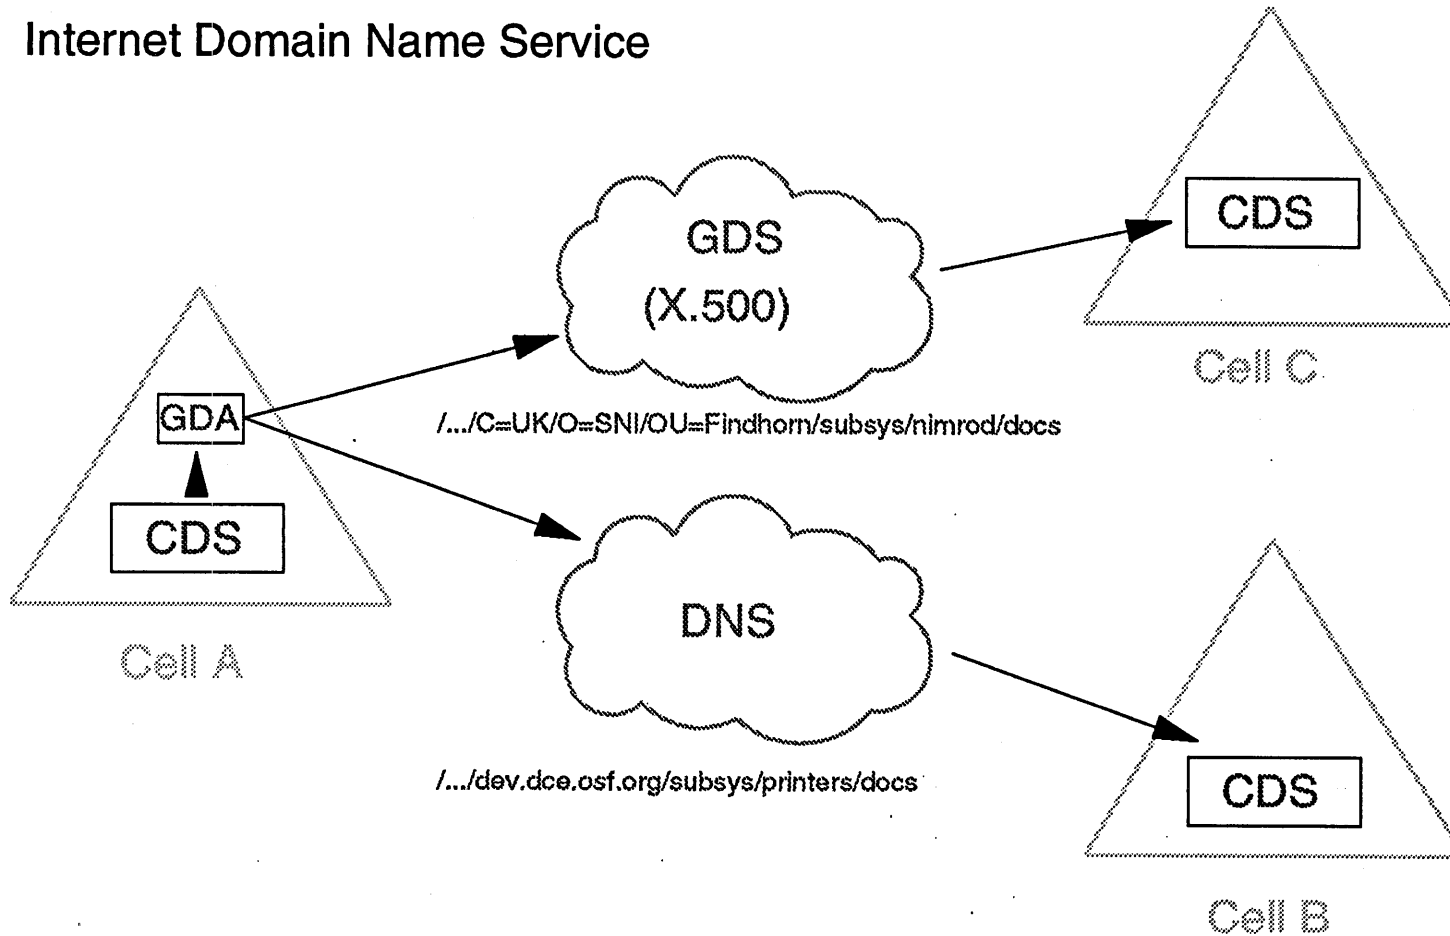 Internet Domain Name Service
GDS
(X.500)
CDS
Cell C
/.../C=UK/O=SNI/OU=Findhorn/subsys/nimrod/docs
GDA
CDS
Cell A
DNS
/.../dev.dce.osf.org/subsys/printers/docs
CDS
Cell B